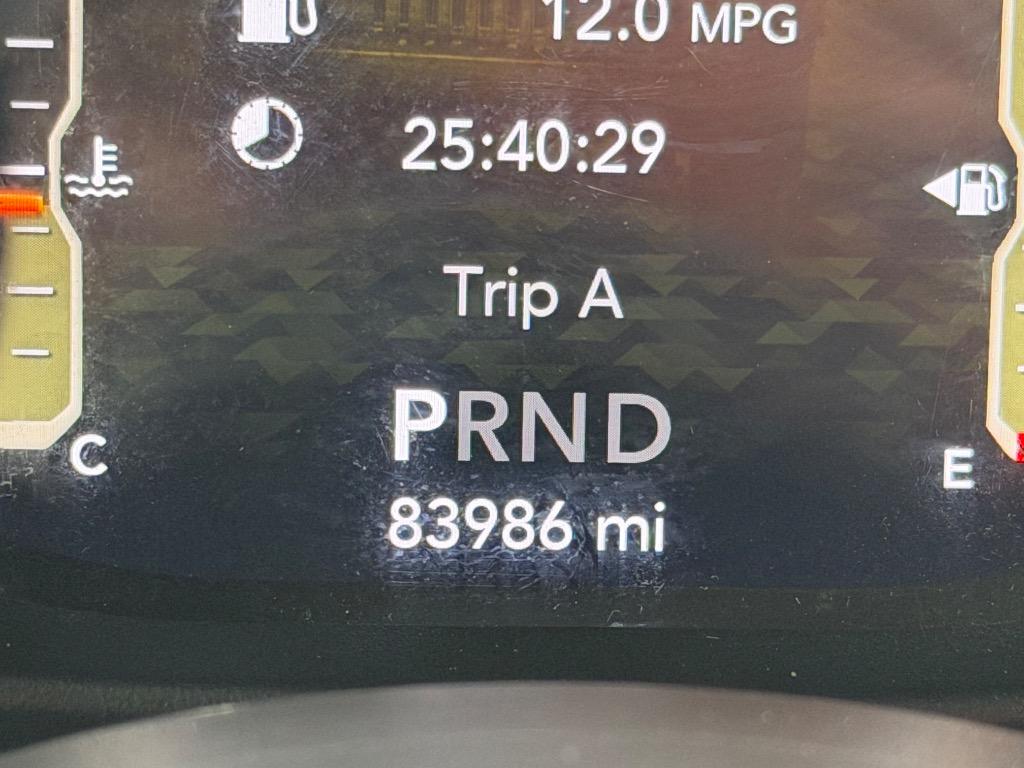 12.0 MPG
25:40:29
Trip A
PRND
C
E
83986 mi